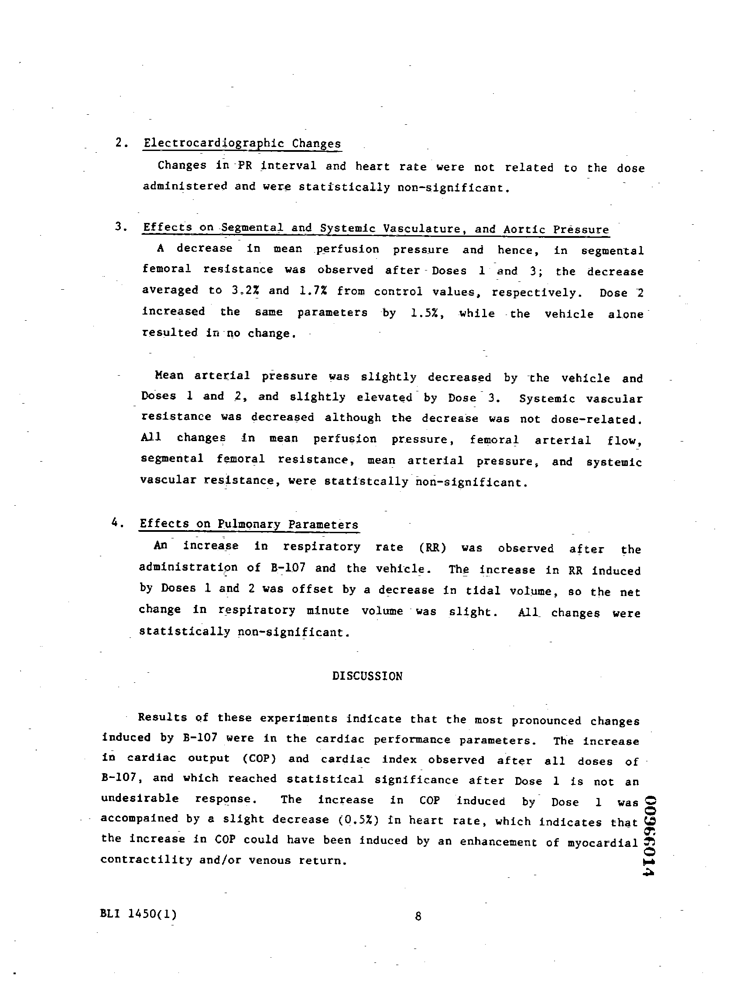 2. Electrocardiographic Changes
Changes in PR interval and heart rate were not related to the dose
administered and were statistically non-significant.
3. Effects on Segmental and Systemic Vasculature, and Aortic Pressure
A decrease in mean perfusion pressure and hence, in segmental
femoral resistance was observed after Doses 1 and 3; the decrease
averaged to 3.2% and 1.7% from control values, respectively. Dose 2
increased the same parameters by 1.5%, while the vehicle alone
resulted in no change.
Mean arterial pressure was slightly decreased by the vehicle and
Doses 1 and 2, and slightly elevated by Dose 3. Systemic vascular
resistance was decreased although the decrease was not dose-related.
All changes in mean perfusion pressure, femoral arterial flow,
segmental femoral resistance, mean arterial pressure, and systemic
vascular resistance, were statistcally non-significant.
4. Effects on Pulmonary Parameters
An increase in respiratory rate (RR) was observed after the
administration of B-107 and the vehicle. The increase in RR induced
by Doses 1 and 2 was offset by a decrease in tidal volume, so the net
change in respiratory minute volume was slight. All changes were
statistically non-significant.
DISCUSSION
Results of these experiments indicate that the most pronounced changes
induced by B-107 were in the cardiac performance parameters. The increase
in cardiac output (COP) and cardiac index observed after all doses of
B-107, and which reached statistical significance after Dose 1 is not an
undesirable response. The increase in COP induced by Dose 1 was
accompained by a slight decrease (0.5%) in heart rate, which indicates that
the increase in COP could have been induced by an enhancement of myocardial
contractility and/or venous return.
00966014
BLI 1450(1)
8